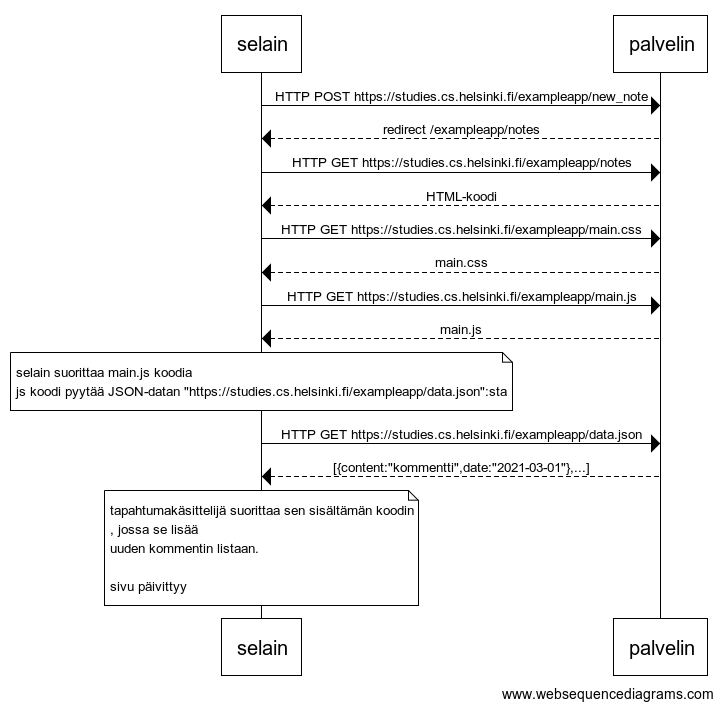 selain
palvelin
HTTP POST https://studies.cs.helsinki.fi/exampleapp/new_note
redirect /exampleapp/notes
HTTP GET https://studies.cs.helsinki.fi/exampleapp/notes
HTML-koodi
HTTP GET https://studies.cs.helsinki.fi/exampleapp/main.css
main.css
HTTP GET https://studies.cs.helsinki.fi/exampleapp/main.js
main.js
selain suorittaa main.js koodia
js koodi pyytää JSON-datan "https://studies.cs.helsinki.fi/exampleapp/data.json":sta
HTTP GET https://studies.cs.helsinki.fi/exampleapp/data.json
[{content:"kommentti",date:"2021-03-01"},...]
tapahtumakäsittelijä suorittaa sen sisältämän koodin
, jossa se lisää
uuden kommentin listaan.
sivu päivittyy
selain
palvelin
www.websequencediagrams.com